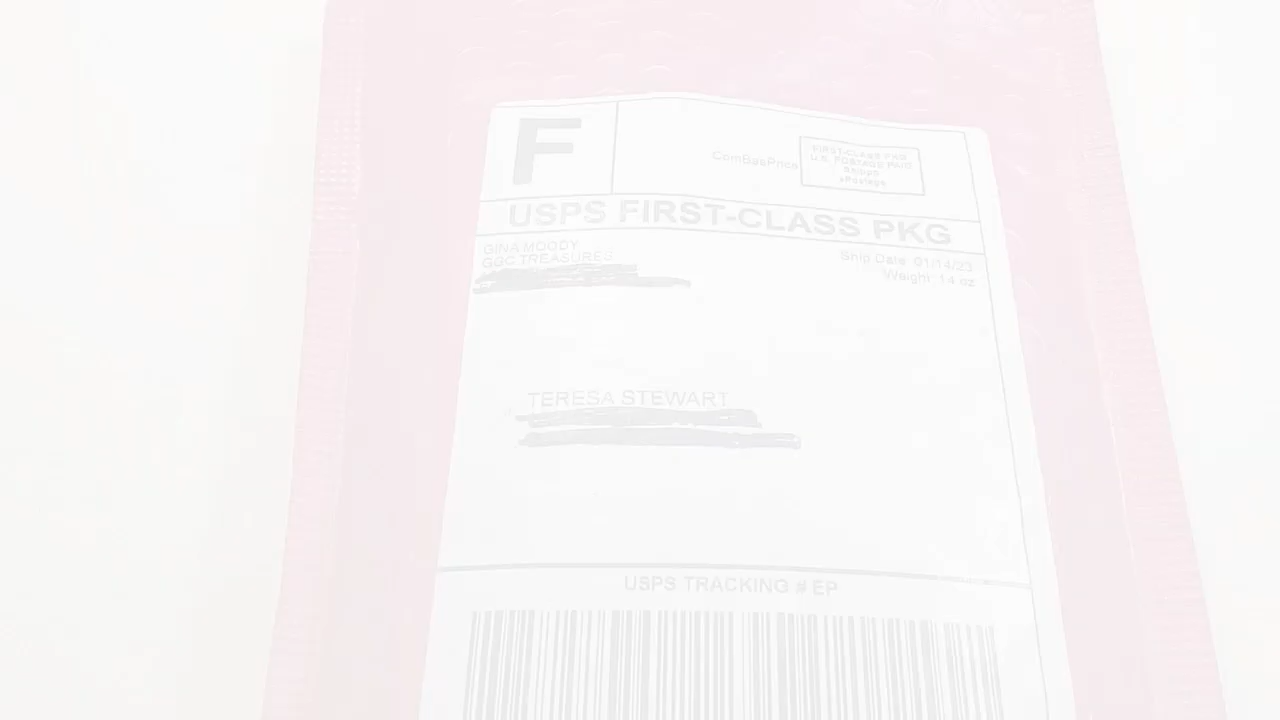 F
ComBasPrice
FIRST-CLASS PKG
U.S. POSTAGE PAID
Shippo
ePostage
USPS FIRST-CLASS PKG
GINA MOODY
GGC TREASURES
Ship Date: 01/14/23
Weight: 14 oz
TERESA STEWART
USPS TRACKING # EP